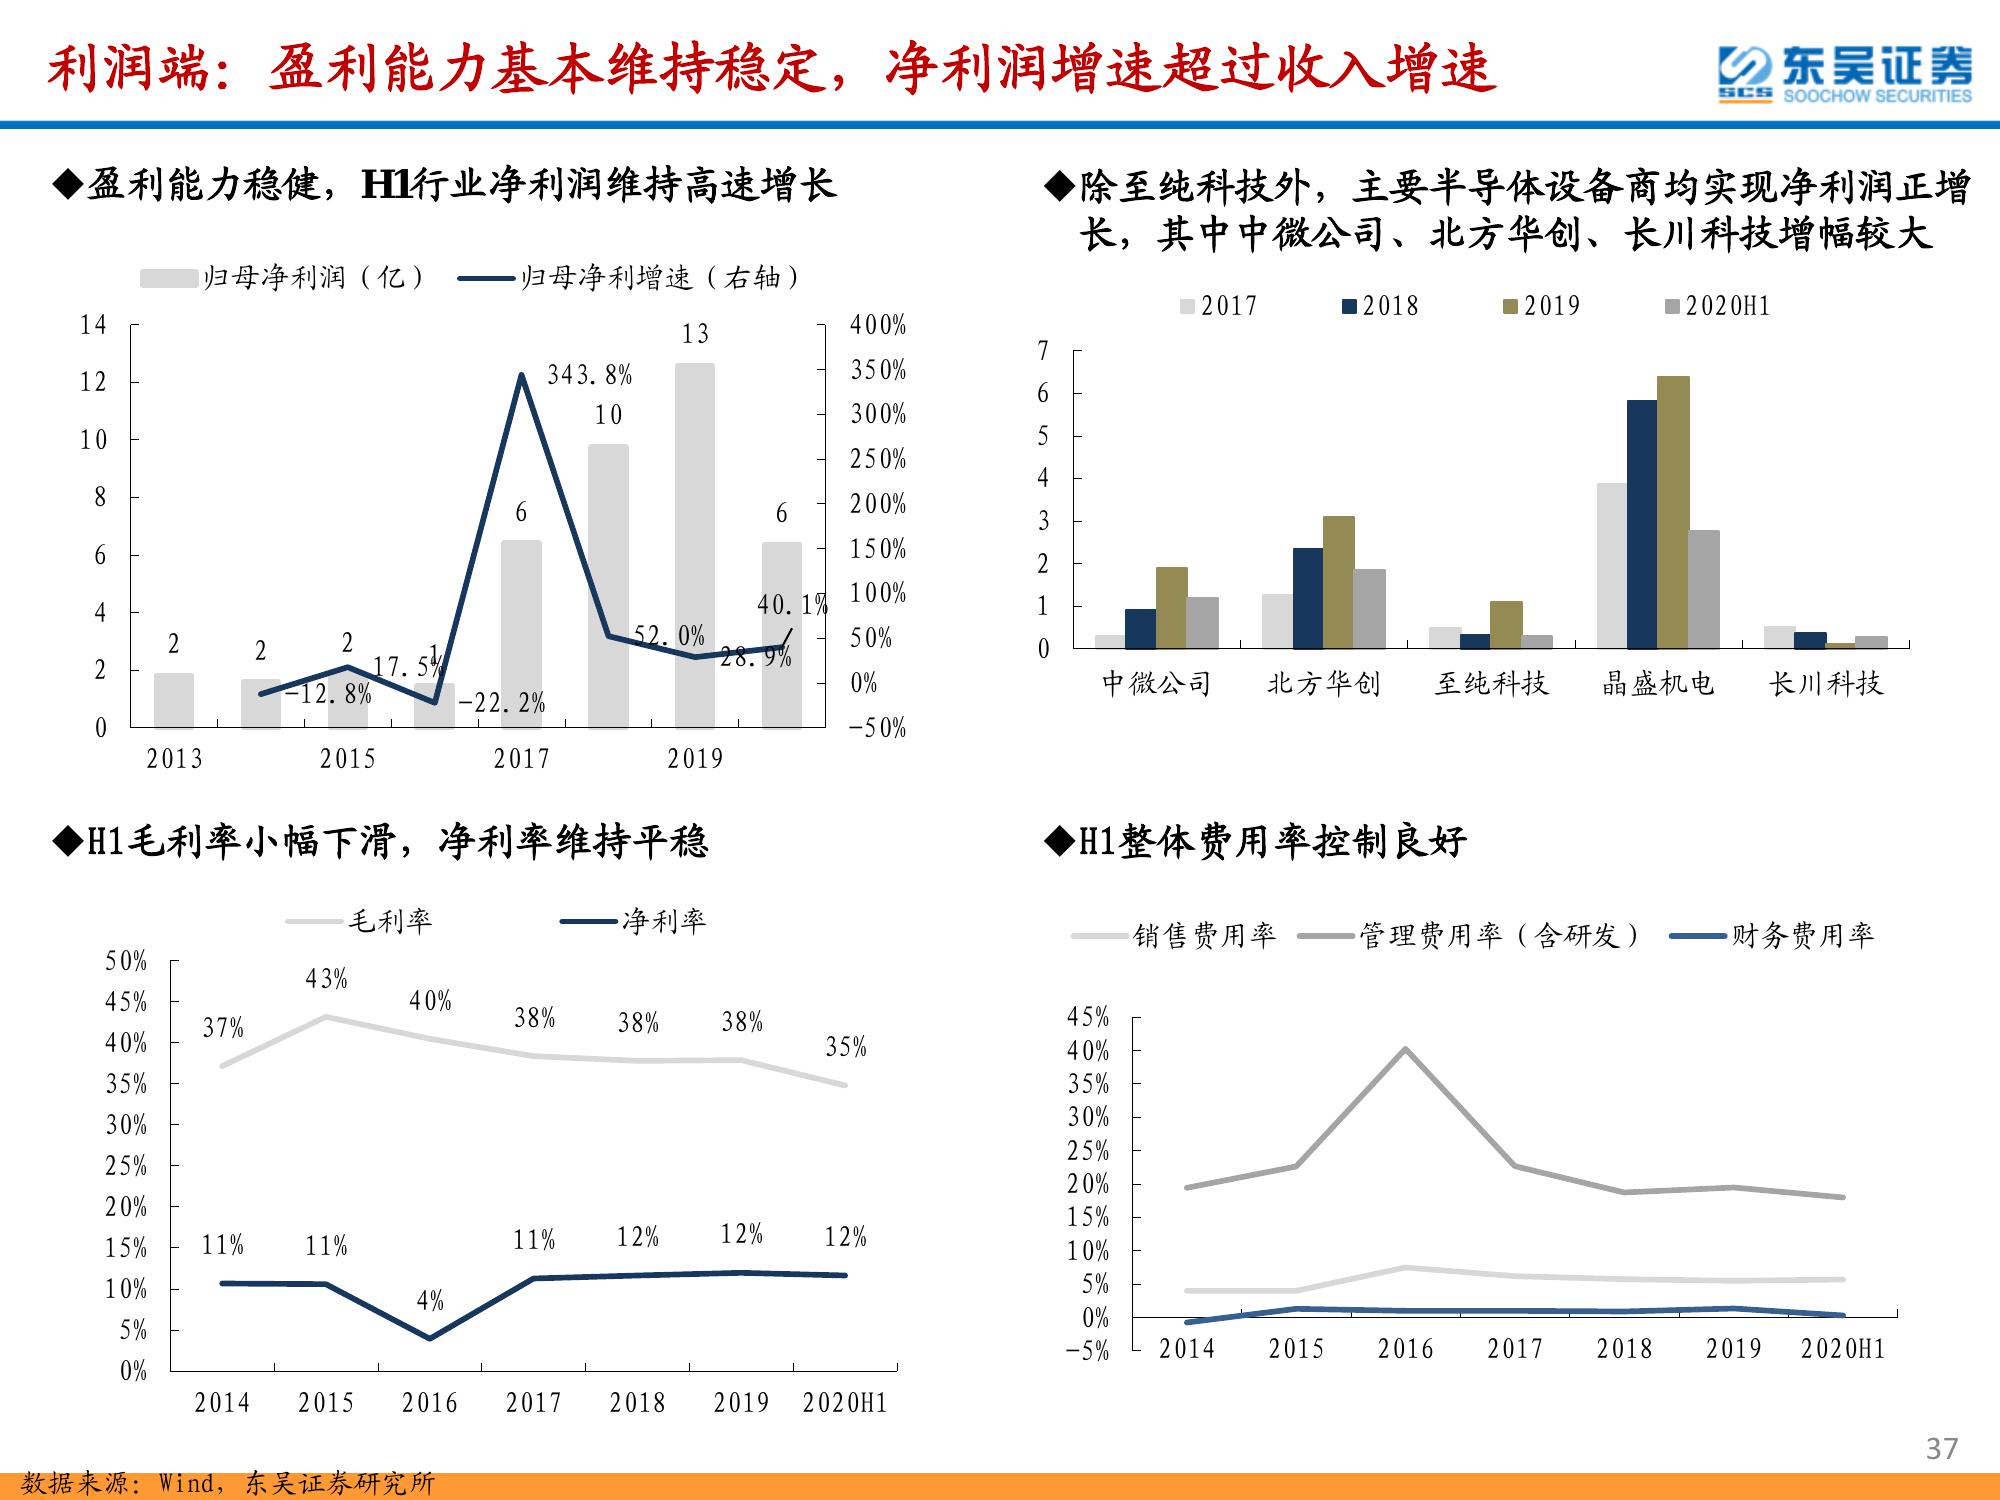 利润端：盈利能力基本维持稳定，净利润增速超过收入增速
东吴证券
SCS
SOOCHOW SECURITIES
◆盈利能力稳健，H1行业净利润维持高速增长
归母净利润（亿） 归母净利增速（右轴）
14 12 10 8 6 4 2 0
400% 350% 300% 250% 200% 150% 100% 50% 0% -50%
2 2 2 1 6 10 13 6
-12.8% 17.5% -22.2% 343.8% 52.0% 28.9% 40.1%
2013 2015 2017 2019
◆除至纯科技外，主要半导体设备商均实现净利润正增
长，其中中微公司、北方华创、长川科技增幅较大
2017 2018 2019 2020H1
7 6 5 4 3 2 1 0
中微公司 北方华创 至纯科技 晶盛机电 长川科技
◆H1毛利率小幅下滑，净利率维持平稳
毛利率 净利率
50% 45% 40% 35% 30% 25% 20% 15% 10% 5% 0%
37% 43% 40% 38% 38% 38% 35%
11% 11% 4% 11% 12% 12% 12%
2014 2015 2016 2017 2018 2019 2020H1
◆H1整体费用率控制良好
销售费用率 管理费用率（含研发） 财务费用率
45% 40% 35% 30% 25% 20% 15% 10% 5% 0% -5%
2014 2015 2016 2017 2018 2019 2020H1
37
数据来源：Wind，东吴证券研究所